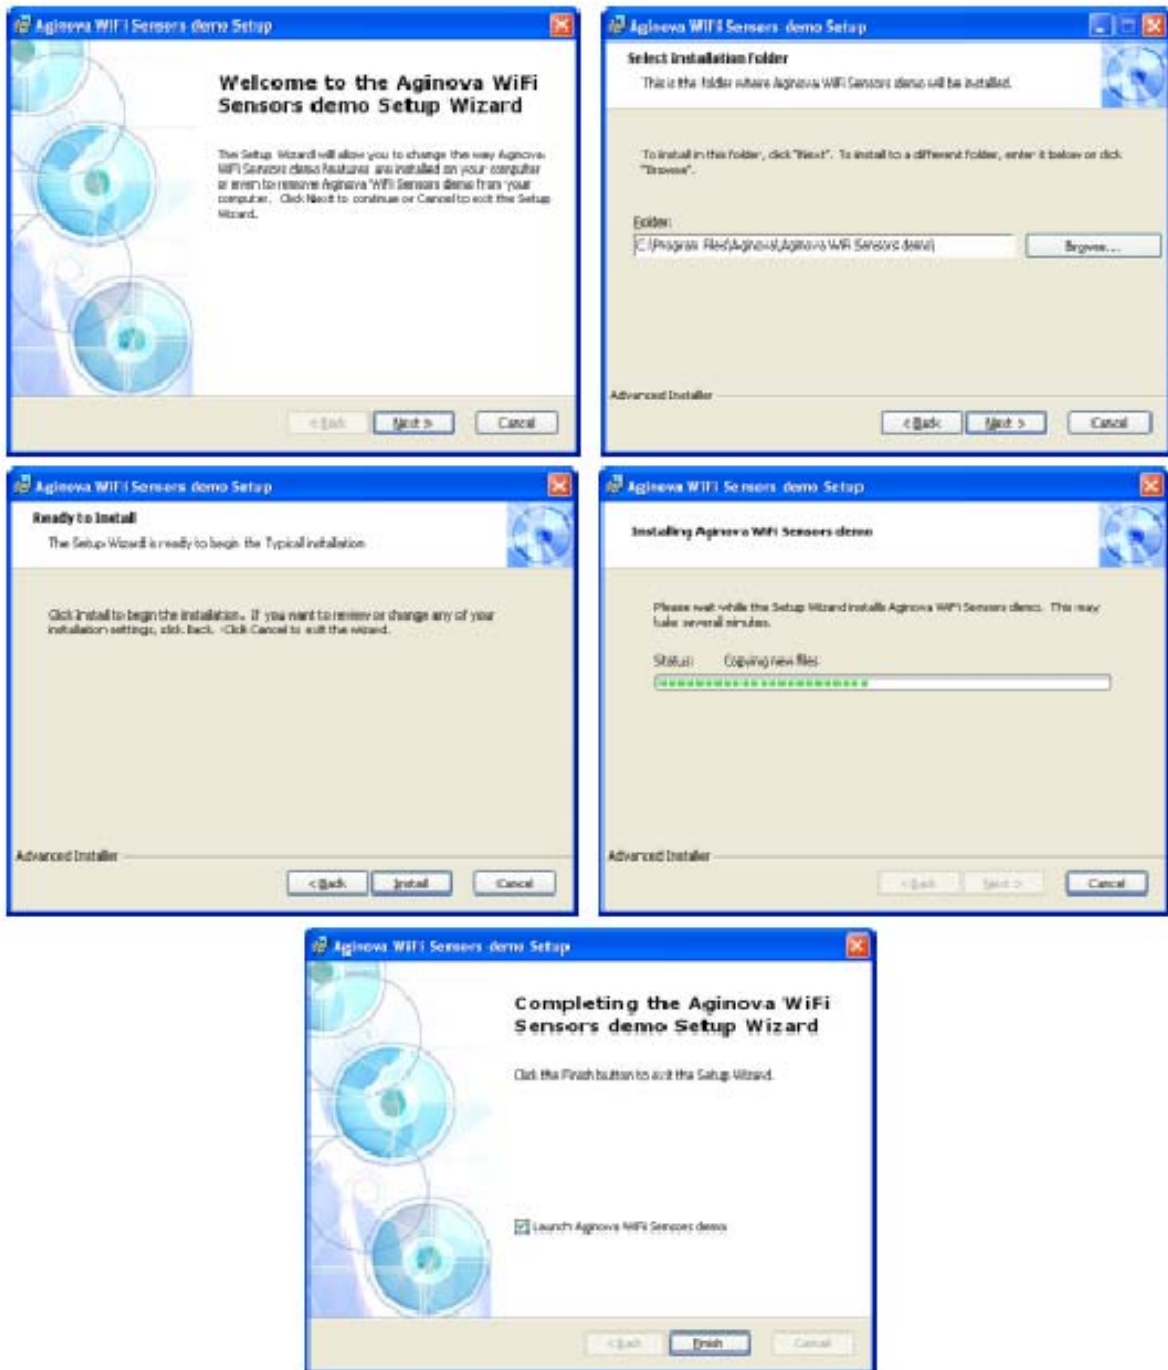 Aginova WiFi Sensors demo Setup
Welcome to the Aginova WiFi
Sensors demo Setup Wizard
The Setup Wizard will allow you to change the way Aginova
WiFi Sensors demo features are installed on your computer
or even to remove Aginova WiFi Sensors demo from your
computer. Click Next to continue or Cancel to exit the Setup
Wizard.
< Back
Next >
Cancel
Aginova WiFi Sensors demo Setup
Select Installation Folder
This is the folder where Aginova WiFi Sensors demo will be installed.
To install in this folder, click "Next". To install to a different folder, enter it below or click
"Browse".
Folder:
C:\Program Files\Aginova\Aginova WiFi Sensors demo\
Browse...
Advanced Installer
< Back
Next >
Cancel
Aginova WiFi Sensors demo Setup
Ready to Install
The Setup Wizard is ready to begin the Typical installation
Click Install to begin the installation. If you want to review or change any of your
installation settings, click Back. Click Cancel to exit the wizard.
Advanced Installer
< Back
Install
Cancel
Aginova WiFi Sensors demo Setup
Installing Aginova WiFi Sensors demo
Please wait while the Setup Wizard installs Aginova WiFi Sensors demo. This may
take several minutes.
Status: Copying new files
Advanced Installer
< Back
Next >
Cancel
Aginova WiFi Sensors demo Setup
Completing the Aginova WiFi
Sensors demo Setup Wizard
Click the Finish button to exit the Setup Wizard.
Launch Aginova WiFi Sensors demo
< Back
Finish
Cancel